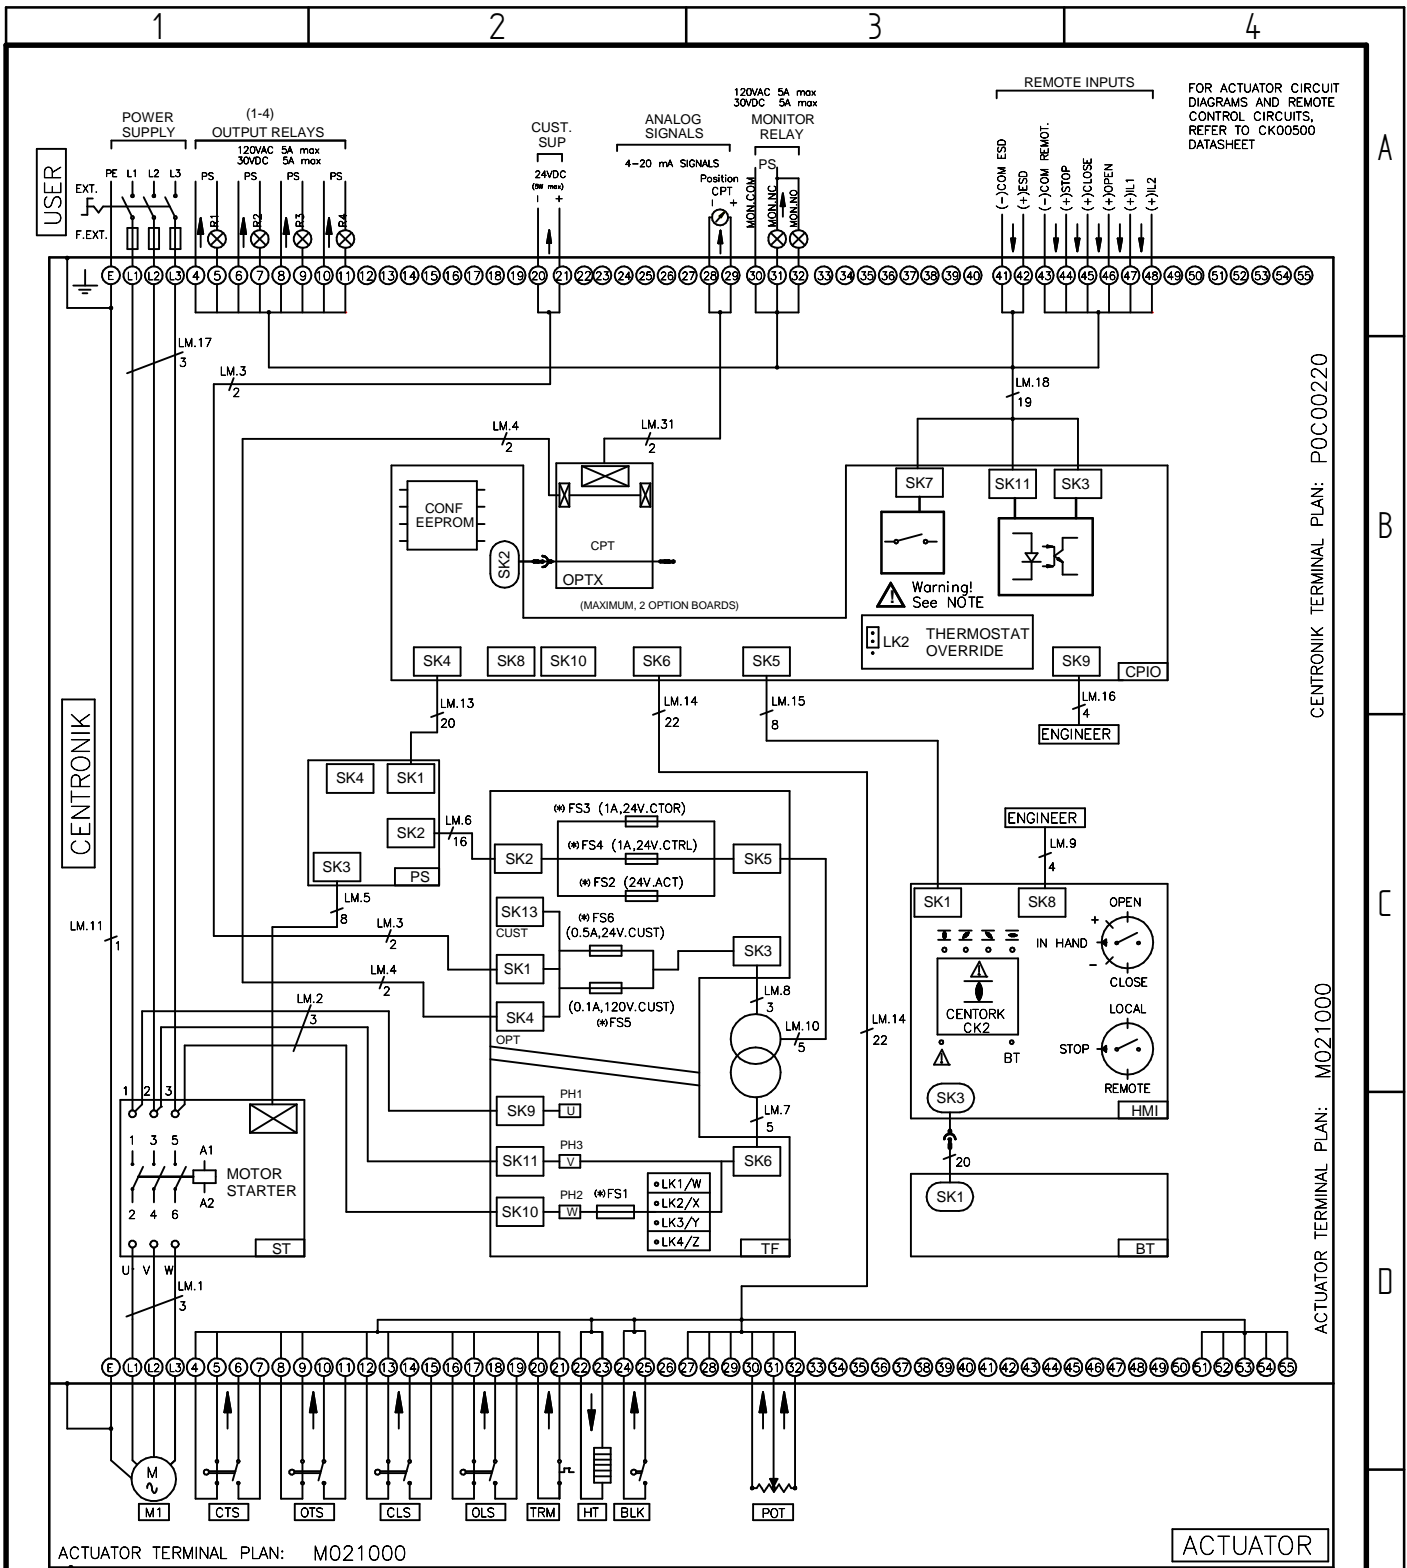 1 2 3 4
A
B
C
D
USER
POWER
SUPPLY
(1-4)
OUTPUT RELAYS
120VAC 5A max
30VDC 5A max
PE L1 L2 L3
PS PS PS PS
EXT.
F.EXT.
R1 R2 R3 R4
CUST.
SUP
24VDC
(5W max)
- +
ANALOG
SIGNALS
4-20 mA SIGNALS
Position
CPT
- +
120VAC 5A max
30VDC 5A max
MONITOR
RELAY
PS
MON.COM
MON.NC
MON.NO
REMOTE INPUTS
(-)COM ESD
(+)ESD
(-)COM REMOT.
(+)STOP
(+)CLOSE
(+)OPEN
(+)IL1
(+)IL2
FOR ACTUATOR CIRCUIT
DIAGRAMS AND REMOTE
CONTROL CIRCUITS,
REFER TO CK00500
DATASHEET
E L1 L2 L3 4 5 6 7 8 9 10 11 12 13 14 15 16 17 18 19 20 21 22 23 24 25 26 27 28 29 30 31 32 33 34 35 36 37 38 39 40 41 42 43 44 45 46 47 48 49 50 51 52 53 54 55
LM.17
3
LM.3
2
LM.18
19
LM.4
2
LM.31
2
CENTRONIK TERMINAL PLAN: P0C00220
CONF
EEPROM
SK2
CPT
OPTX
(MAXIMUM, 2 OPTION BOARDS)
SK7
SK11
SK3
Warning!
See NOTE
LK2
THERMOSTAT
OVERRIDE
SK4
SK8
SK10
SK6
SK5
SK9
CPIO
LM.13
20
LM.14
22
LM.15
8
LM.16
4
ENGINEER
CENTRONIK
SK4
SK1
SK2
SK3
PS
LM.6
16
LM.5
8
(*)FS3 (1A,24V.CTOR)
(*)FS4 (1A,24V.CTRL)
(*)FS2 (24V.ACT)
SK2
SK5
SK13
CUST
(*)FS6
(0.5A,24V.CUST)
SK1
SK3
SK4
OPT
(0.1A,120V.CUST)
(*)FS5
LM.11
1
LM.3
2
LM.4
2
LM.2
3
LM.8
3
LM.10
5
LM.14
22
LM.7
5
ENGINEER
LM.9
4
SK1
SK8
OPEN
+
IN HAND
-
CLOSE
CENTORK
CK2
BT
LOCAL
STOP
REMOTE
SK3
HMI
20
SK1
BT
ACTUATOR TERMINAL PLAN: M021000
1 2 3
1 3 5
A1
A2
2 4 6
MOTOR
STARTER
ST
U V W
LM.1
3
SK9
PH1
U
SK11
PH3
V
SK6
SK10
PH2
W
(*)FS1
LK1/W
LK2/X
LK3/Y
LK4/Z
TF
E L1 L2 L3 4 5 6 7 8 9 10 11 12 13 14 15 16 17 18 19 20 21 22 23 24 25 26 27 28 29 30 31 32 33 34 35 36 37 38 39 40 41 42 43 44 45 46 47 48 49 50 51 52 53 54 55
M
M1
CTS
OTS
CLS
OLS
TRM
HT
BLK
POT
ACTUATOR TERMINAL PLAN: M021000
ACTUATOR